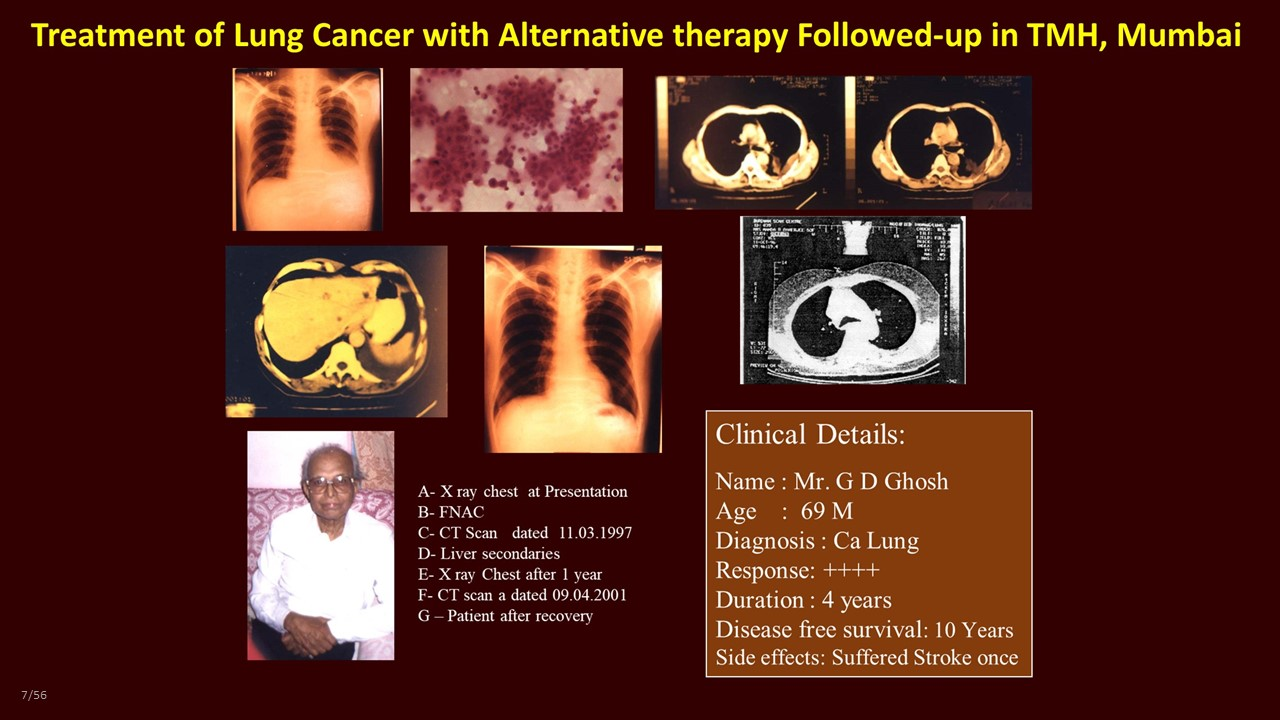 Treatment of Lung Cancer with Alternative therapy Followed-up in TMH, Mumbai
A- X ray chest at Presentation
B- FNAC
C- CT Scan dated 11.03.1997
D- Liver secondaries
E- X ray Chest after 1 year
F- CT scan a dated 09.04.2001
G – Patient after recovery
Clinical Details:
Name : Mr. G D Ghosh
Age : 69 M
Diagnosis : Ca Lung
Response: ++++
Duration : 4 years
Disease free survival: 10 Years
Side effects: Suffered Stroke once
7/56